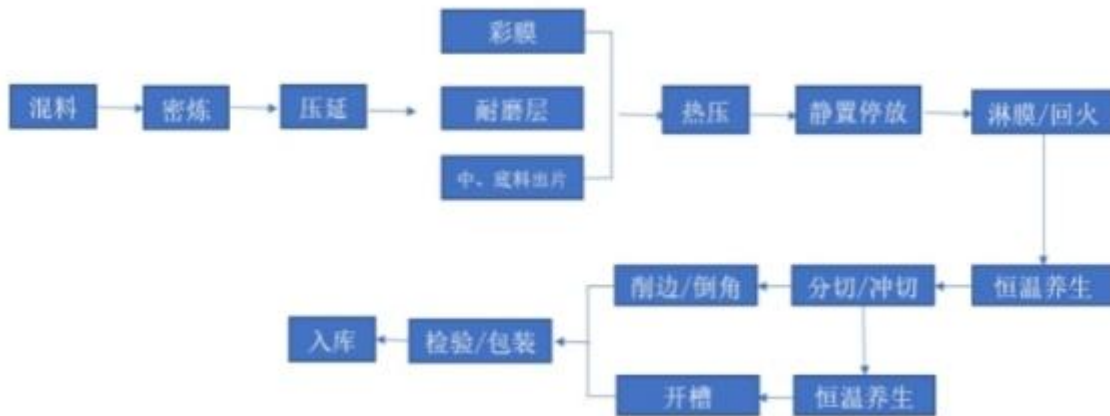 彩膜
混料
密炼
压延
耐磨层
热压
静置停放
淋膜/回火
中、底料出片
削边/倒角
分切/冲切
恒温养生
入库
检验/包装
开槽
恒温养生